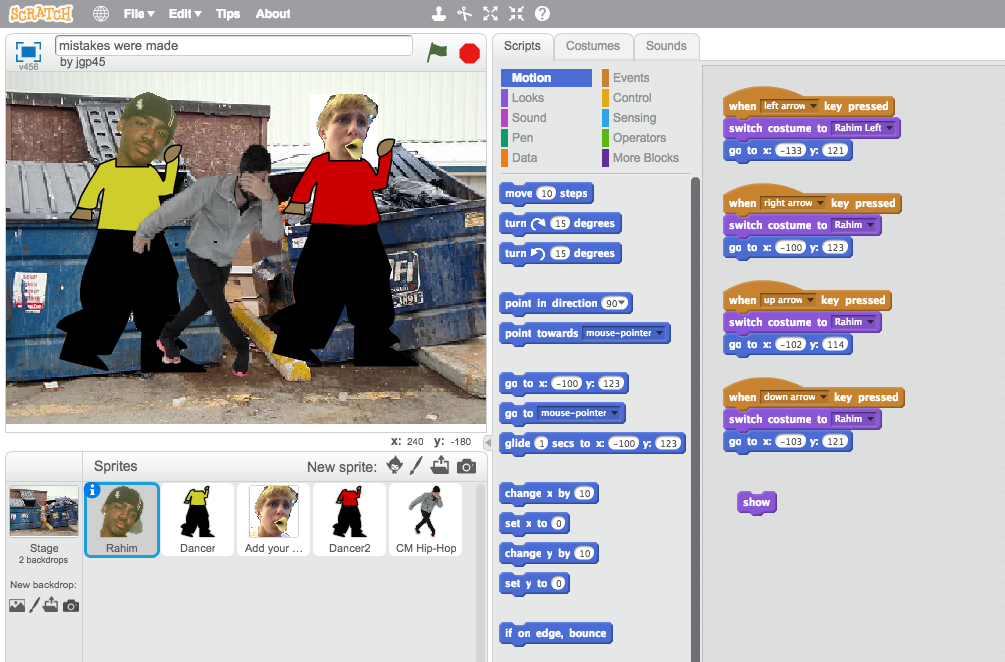 SCRATCH
File Edit Tips About
v456
mistakes were made
by jgp45
Scripts Costumes Sounds
Motion Events
Looks Control
Sound Sensing
Pen Operators
Data More Blocks
move 10 steps
turn 15 degrees
turn 15 degrees
point in direction 90
point towards mouse-pointer
go to x: -100 y: 123
go to mouse-pointer
glide 1 secs to x: -100 y: 123
change x by 10
set x to 0
change y by 10
set y to 0
if on edge, bounce
when left arrow key pressed
switch costume to Rahim Left
go to x: -133 y: 121
when right arrow key pressed
switch costume to Rahim
go to x: -100 y: 123
when up arrow key pressed
switch costume to Rahim
go to x: -102 y: 114
when down arrow key pressed
switch costume to Rahim
go to x: -103 y: 121
show
x: 240 y: -180
Sprites New sprite:
Stage
2 backdrops
New backdrop:
Rahim Dancer Add your ... Dancer2 CM Hip-Hop